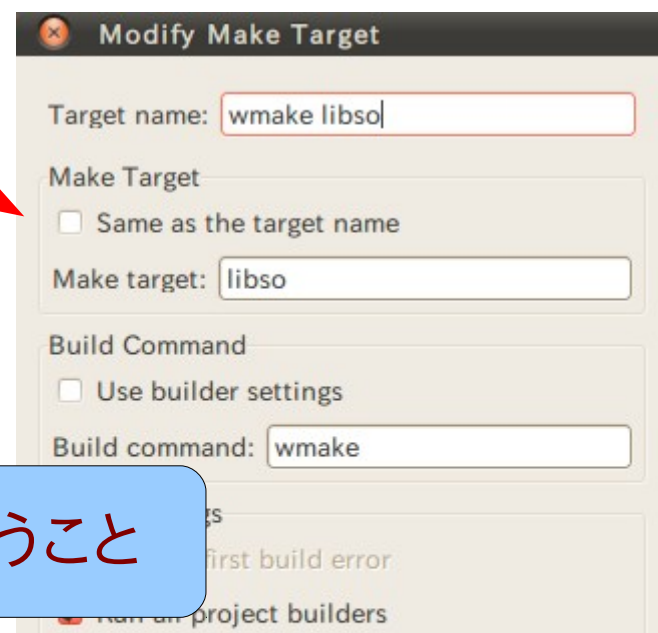 Modify Make Target
Target name: wmake libso
Make Target
Same as the target name
Make target: libso
Build Command
Use builder settings
Build command: wmake
うこと
first build error
project builders